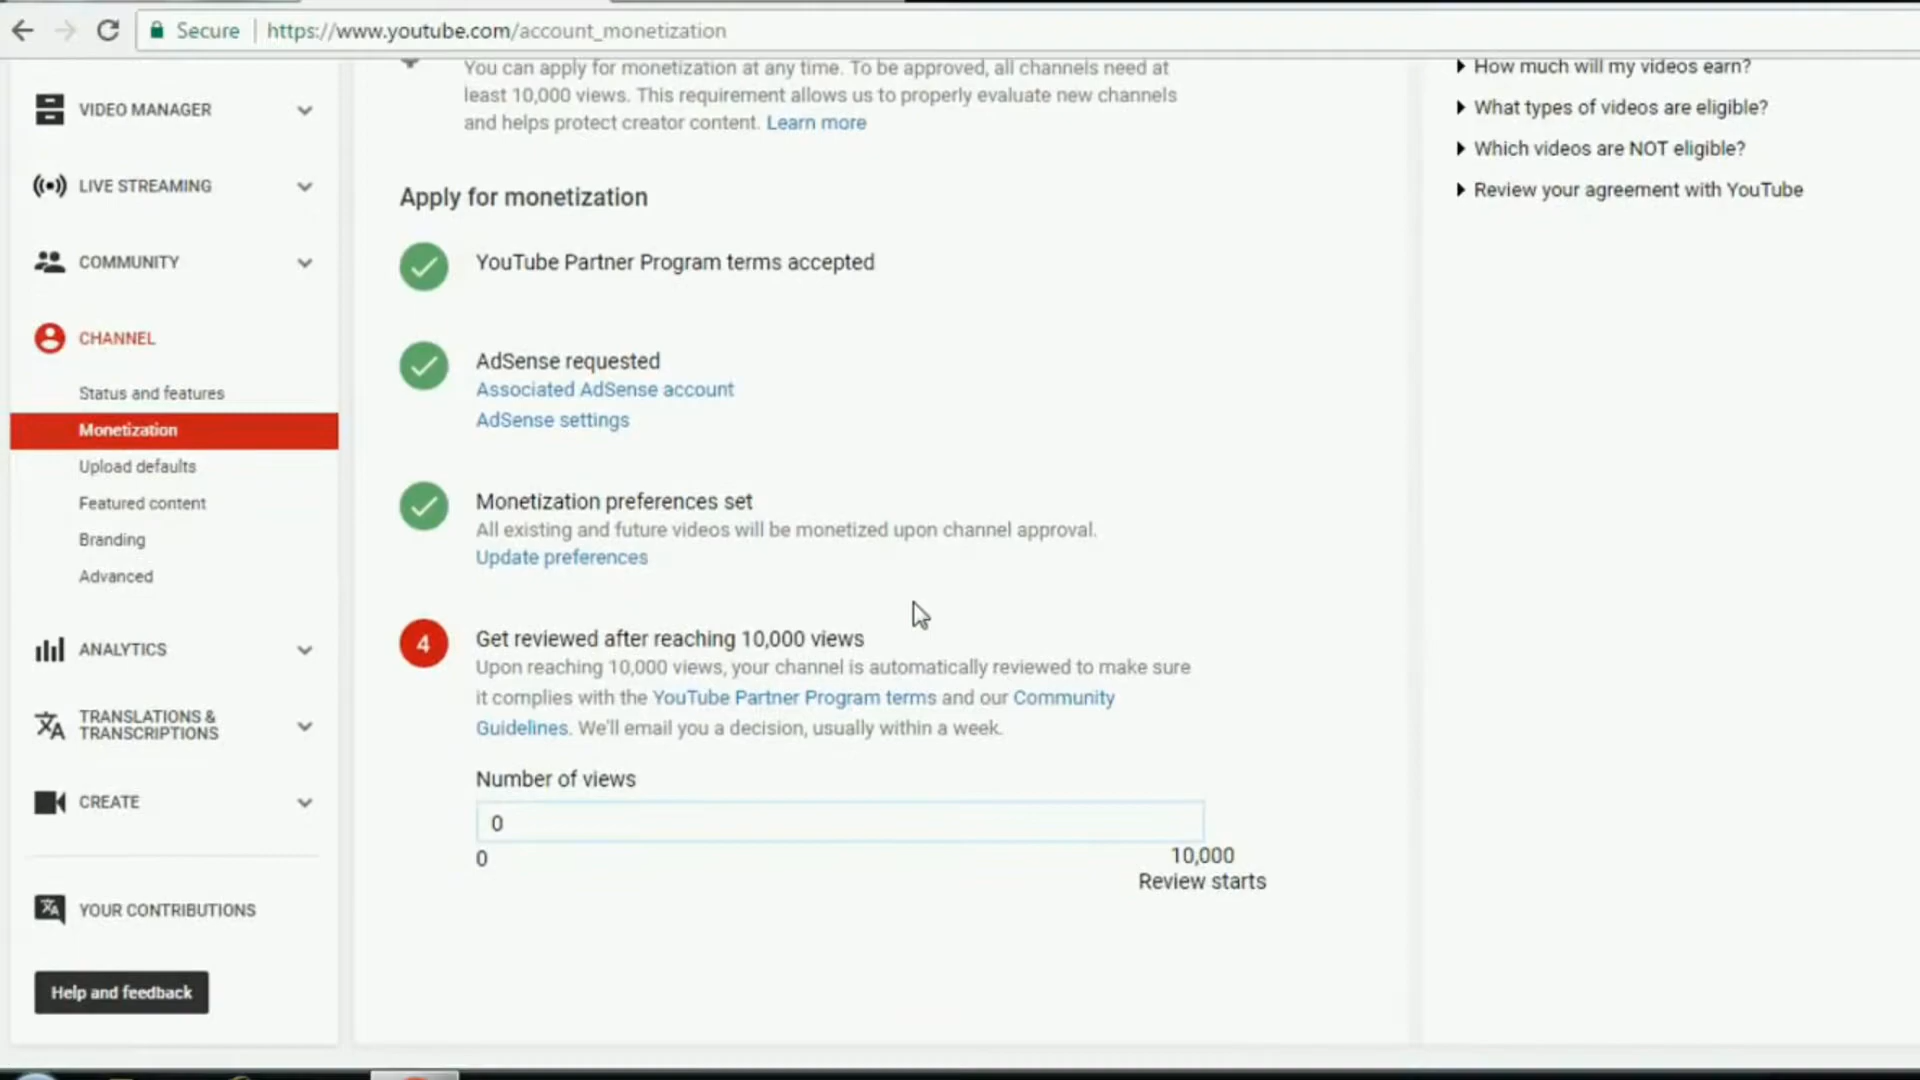 Secure
https://www.youtube.com/account_monetization
VIDEO MANAGER
LIVE STREAMING
COMMUNITY
CHANNEL
Status and features
Monetization
Upload defaults
Featured content
Branding
Advanced
ANALYTICS
TRANSLATIONS &
TRANSCRIPTIONS
CREATE
YOUR CONTRIBUTIONS
Help and feedback
You can apply for monetization at any time. To be approved, all channels need at
least 10,000 views. This requirement allows us to properly evaluate new channels
and helps protect creator content. Learn more
Apply for monetization
YouTube Partner Program terms accepted
AdSense requested
Associated AdSense account
AdSense settings
Monetization preferences set
All existing and future videos will be monetized upon channel approval.
Update preferences
4
Get reviewed after reaching 10,000 views
Upon reaching 10,000 views, your channel is automatically reviewed to make sure
it complies with the YouTube Partner Program terms and our Community
Guidelines. We'll email you a decision, usually within a week.
Number of views
0
0
10,000
Review starts
How much will my videos earn?
What types of videos are eligible?
Which videos are NOT eligible?
Review your agreement with YouTube